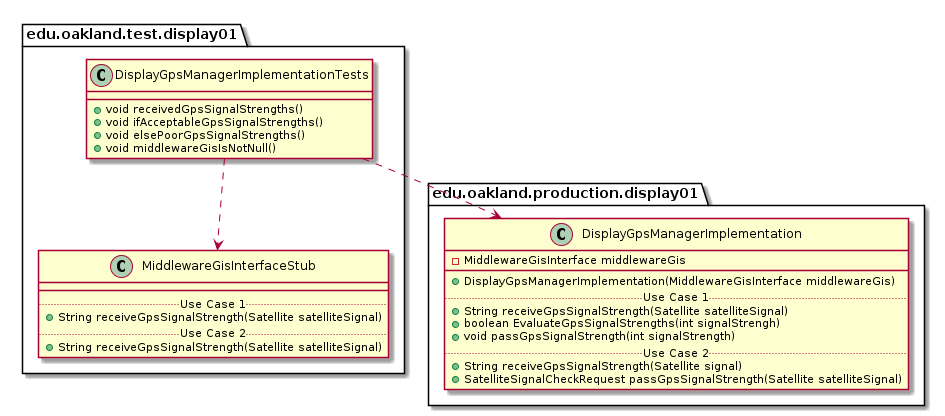 edu.oakland.test.display01
C DisplayGpsManagerImplementationTests
void receivedGpsSignalStrengths()
void ifAcceptableGpsSignalStrengths()
void elsePoorGpsSignalStrengths()
void middlewareGisIsNotNull()
C MiddlewareGisInterfaceStub
Use Case 1
String receiveGpsSignalStrength(Satellite satelliteSignal)
Use Case 2
String receiveGpsSignalStrength(Satellite satelliteSignal)
edu.oakland.production.display01
C DisplayGpsManagerImplementation
MiddlewareGisInterface middlewareGis
DisplayGpsManagerImplementation(MiddlewareGisInterface middlewareGis)
Use Case 1
String receiveGpsSignalStrength(Satellite satelliteSignal)
boolean EvaluateGpsSignalStrengths(int signalStrengh)
void passGpsSignalStrength(int signalStrength)
Use Case 2
String receiveGpsSignalStrength(Satellite signal)
SatelliteSignalCheckRequest passGpsSignalStrength(Satellite satelliteSignal)